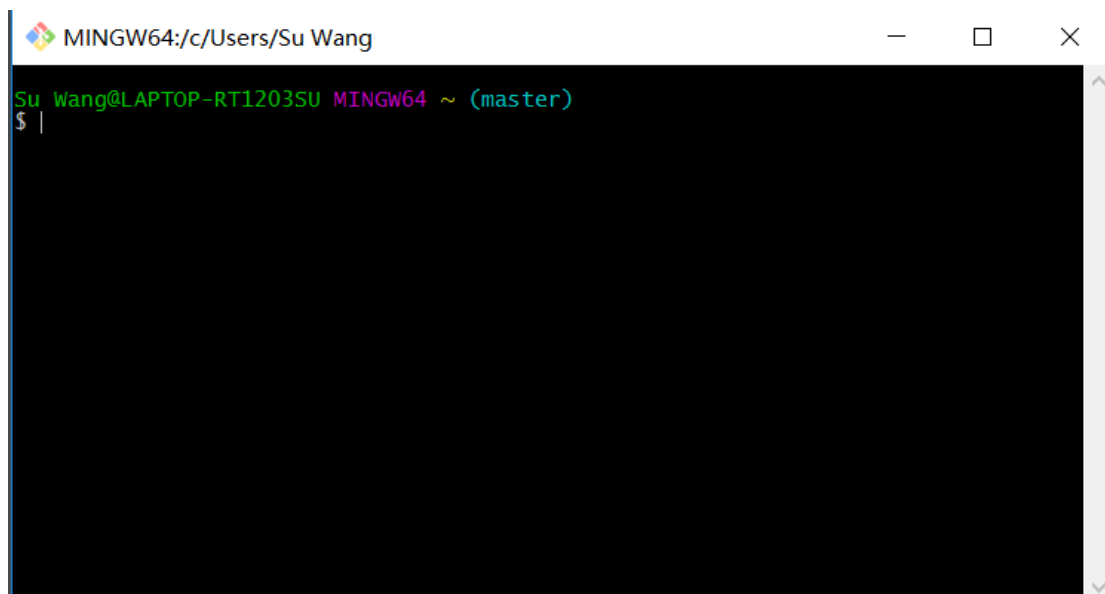 MINGW64:/c/Users/Su Wang
Su Wang@LAPTOP-RT1203SU MINGW64 ~ (master)
$